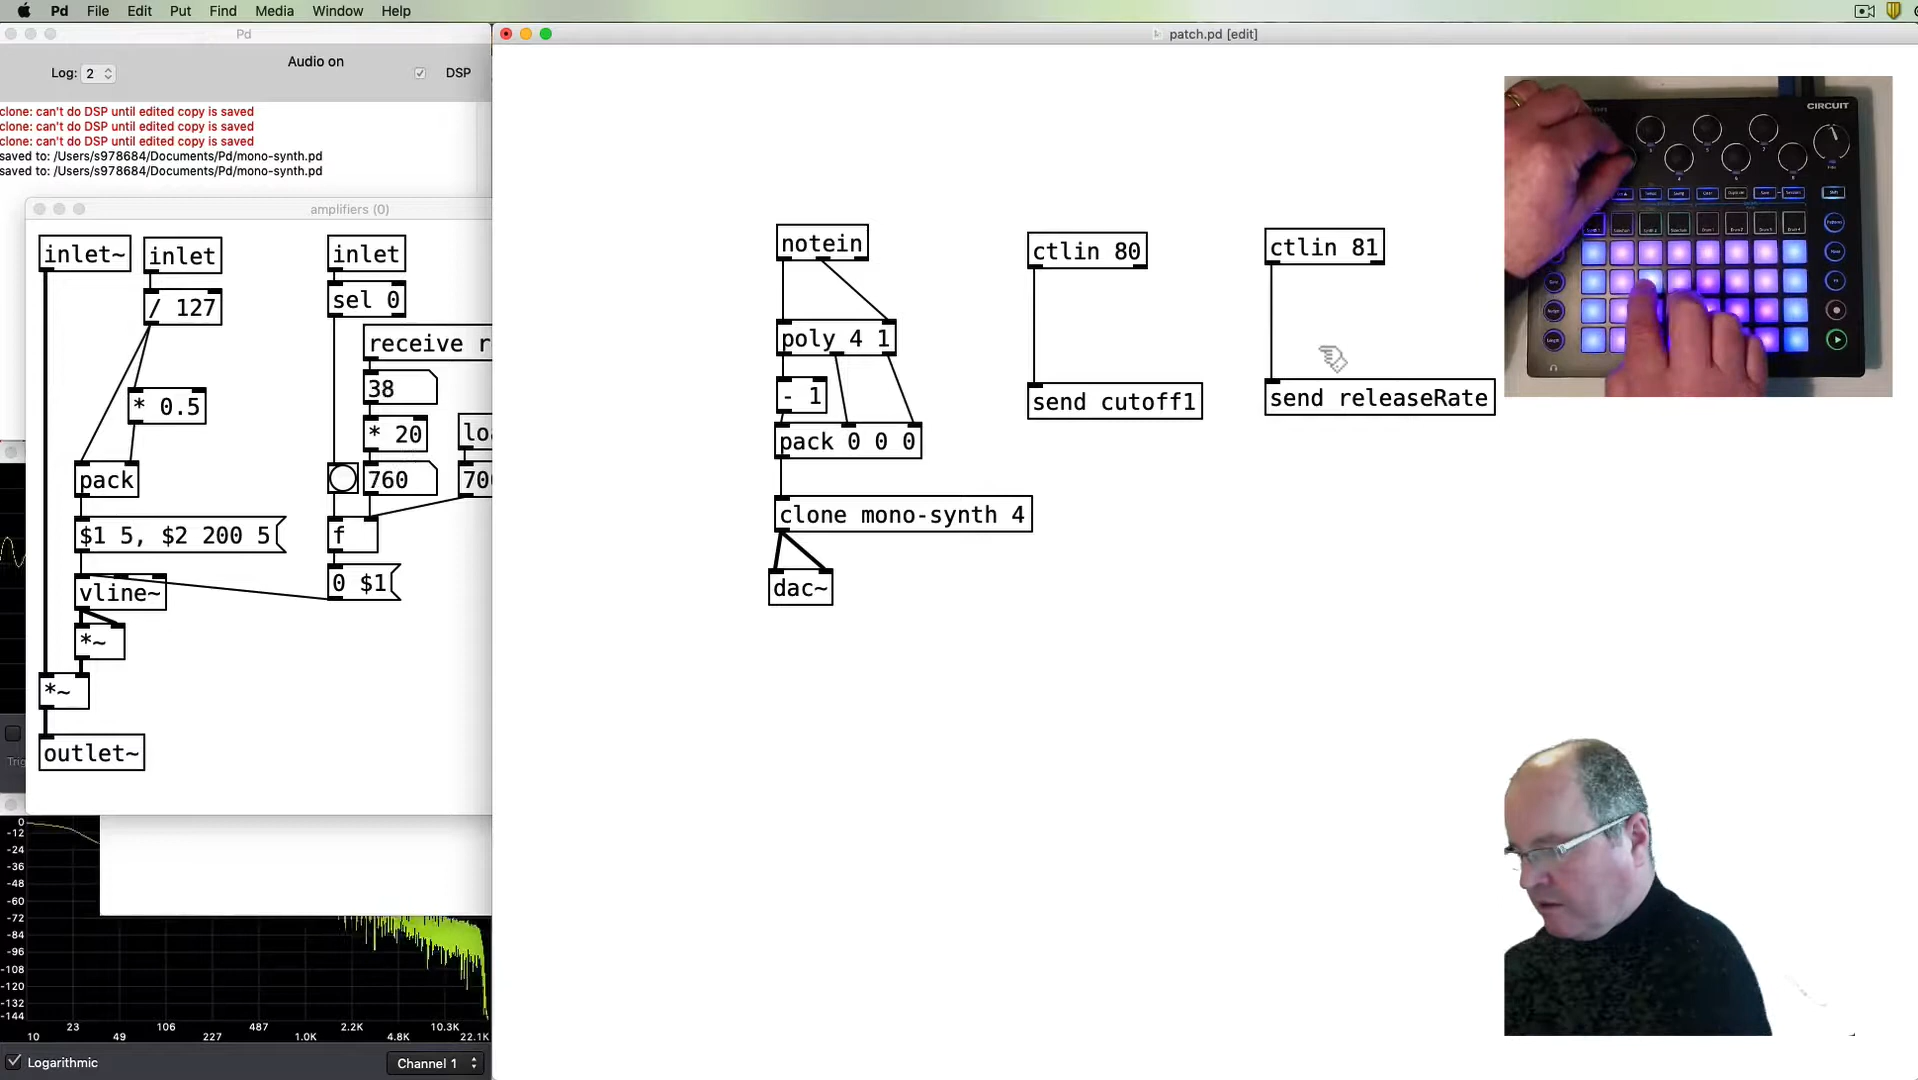 Pd File Edit Put Find Media Window Help
Pd
patch.pd [edit]
Log: 2
Audio on
DSP
clone: can't do DSP until edited copy is saved
clone: can't do DSP until edited copy is saved
clone: can't do DSP until edited copy is saved
saved to: /Users/s978684/Documents/Pd/mono-synth.pd
saved to: /Users/s978684/Documents/Pd/mono-synth.pd
amplifiers (0)
inlet~ inlet inlet
/ 127
sel 0
receive r
38
* 0.5
* 20
lo
pack
760
70
$1 5, $2 200 5
f
vline~
0 $1
*~
*~
outlet~
notein
poly 4 1
- 1
pack 0 0 0
clone mono-synth 4
dac~
ctlin 80
send cutoff1
ctlin 81
send releaseRate
CIRCUIT
Trig
0
-12
-24
-36
-48
-60
-72
-84
-96
-108
-120
-132
-144
10 23 49 106 227 487 1.0K 2.2K 4.8K 10.3K 22.1K
Logarithmic
Channel 1